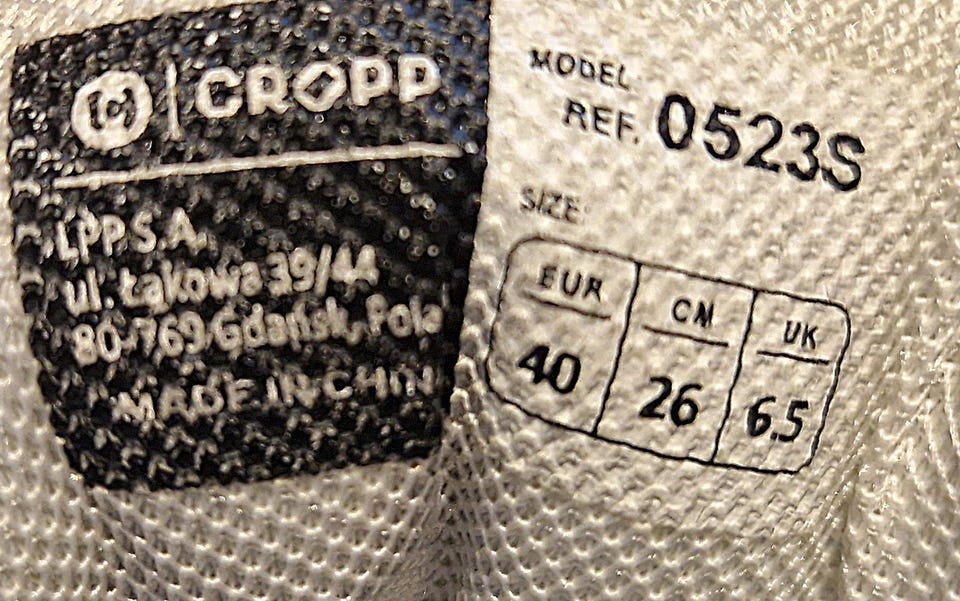 [c] | CROPP
LPP S.A.
ul. Łąkowa 39/44
80-769 Gdańsk, Pola
MADE IN CHIN
MODEL
REF. 0523S
SIZE:
EUR CM UK
40 26 6.5